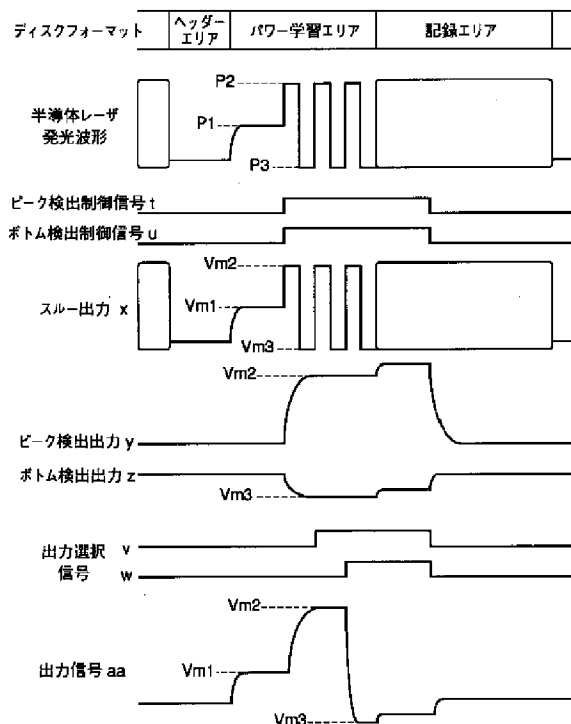 ディスクフォーマット
ヘッダー
エリア
パワー学習エリア
記録エリア
P2
半導体レーザ
発光波形
P1
P3
ピーク検出制御信号 t
ボトム検出制御信号 u
Vm2
Vm1
スルー出力 x
Vm3
Vm2
ピーク検出出力 y
ボトム検出出力 z
Vm3
出力選択
信号
v
w
Vm2
Vm1
出力信号 aa
Vm3